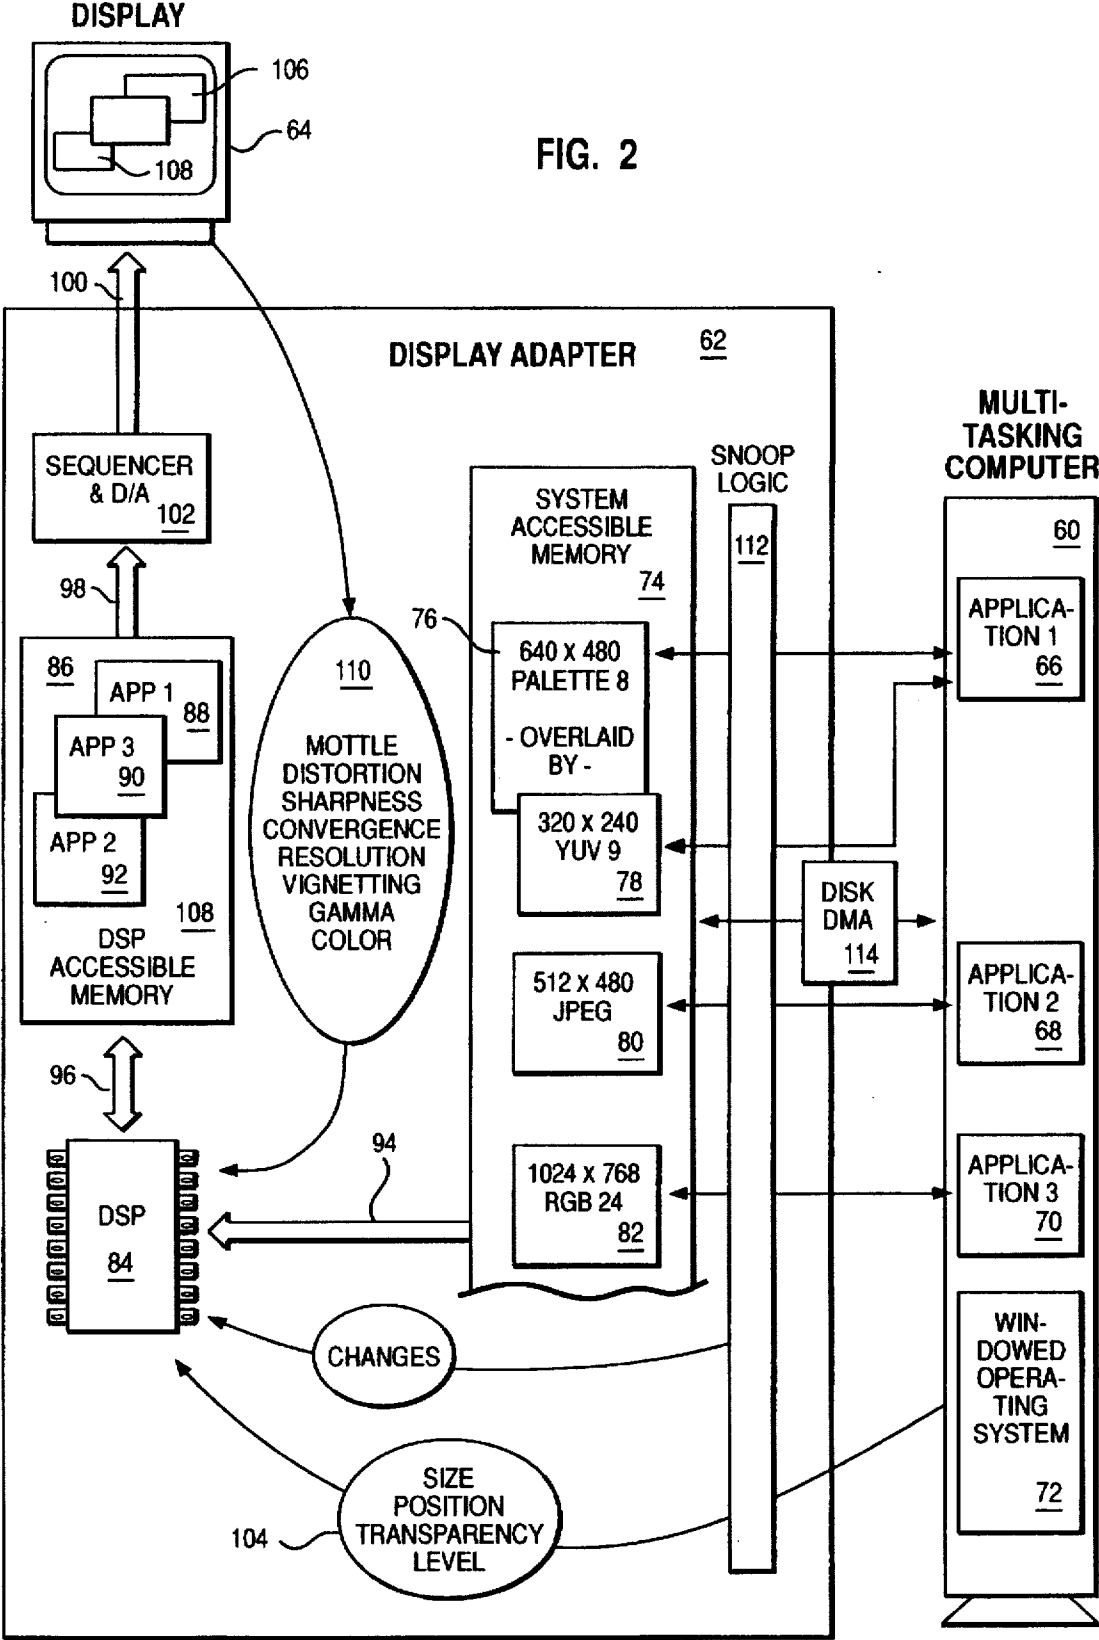 DISPLAY
106
64
108
FIG. 2
100
DISPLAY ADAPTER
62
MULTI-
TASKING
COMPUTER
SEQUENCER
& D/A
102
98
SYSTEM
ACCESSIBLE
MEMORY
74
SNOOP
LOGIC
112
60
APPLICA-
TION 1
66
76
640 X 480
PALETTE 8
- OVERLAID
BY -
320 X 240
YUV 9
78
86
APP 1
88
APP 3
90
APP 2
92
108
DSP
ACCESSIBLE
MEMORY
110
MOTTLE
DISTORTION
SHARPNESS
CONVERGENCE
RESOLUTION
VIGNETTING
GAMMA
COLOR
DISK
DMA
114
512 X 480
JPEG
80
APPLICA-
TION 2
68
96
94
DSP
84
1024 X 768
RGB 24
82
APPLICA-
TION 3
70
CHANGES
WIN-
DOWED
OPERA-
TING
SYSTEM
72
104
SIZE
POSITION
TRANSPARENCY
LEVEL